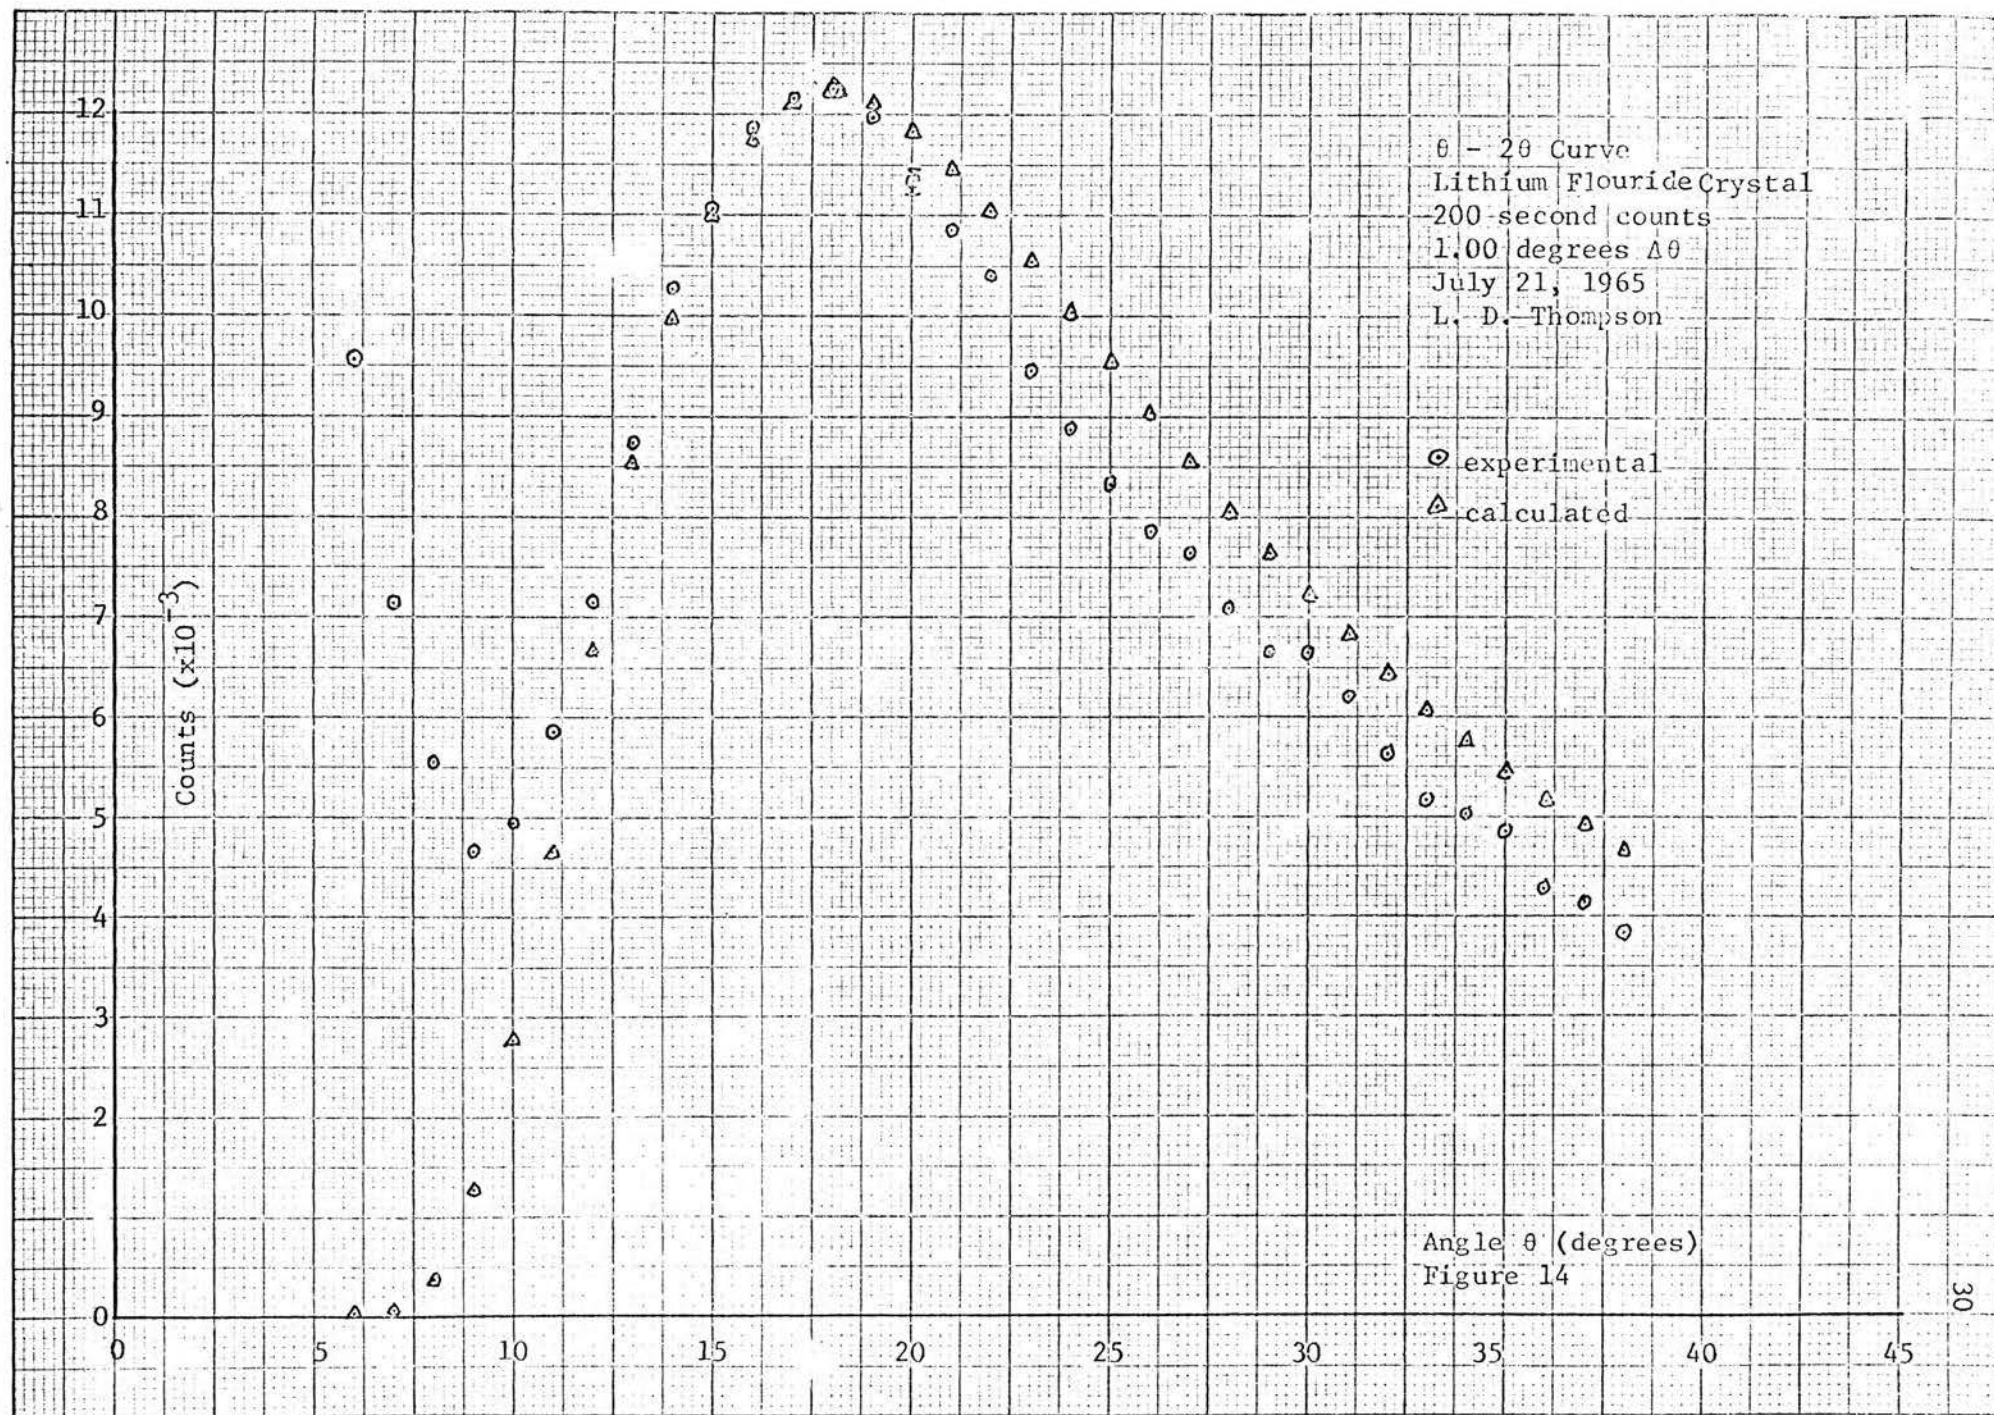 12
11
10
9
8
7
6
5
4
3
2
0
Counts (x10⁻³)
θ - 2θ Curve
Lithium Flouride Crystal
200 second counts
1.00 degrees Δθ
July 21, 1965
L. D. Thompson
experimental
calculated
Angle θ (degrees)
Figure 14
30
0 5 10 15 20 25 30 35 40 45